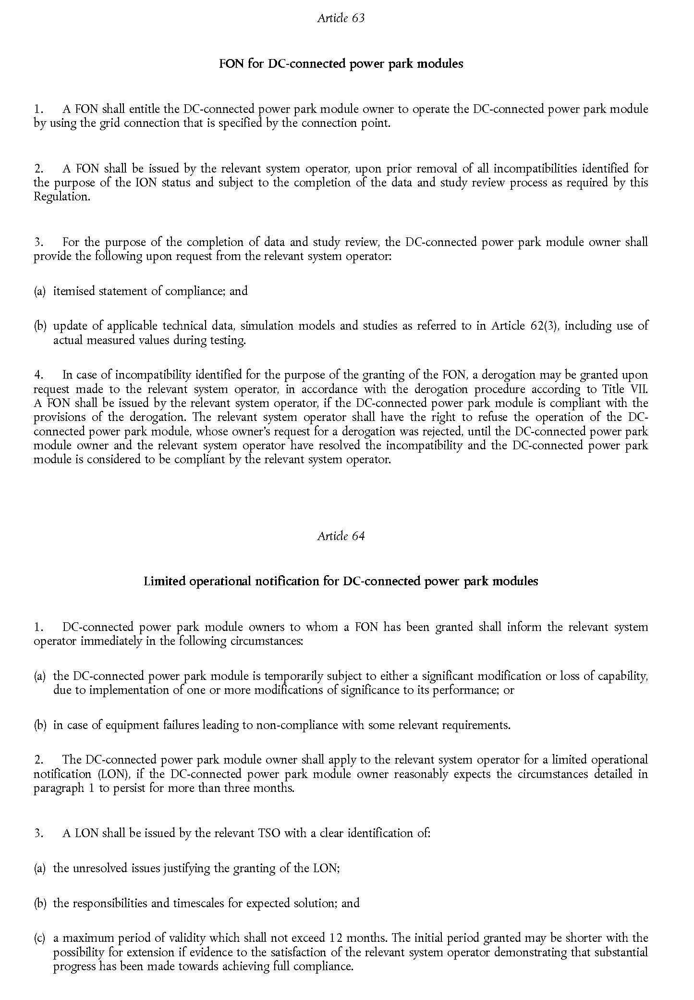 Article 63
FON for DC-connected power park modules
1. A FON shall entitle the DC-connected power park module owner to operate the DC-connected power park module
by using the grid connection that is specified by the connection point.
2. A FON shall be issued by the relevant system operator, upon prior removal of all incompatibilities identified for
the purpose of the ION status and subject to the completion of the data and study review process as required by this
Regulation.
3. For the purpose of the completion of data and study review, the DC-connected power park module owner shall
provide the following upon request from the relevant system operator:
(a) itemised statement of compliance; and
(b) update of applicable technical data, simulation models and studies as referred to in Article 62(3), including use of
actual measured values during testing.
4. In case of incompatibility identified for the purpose of the granting of the FON, a derogation may be granted upon
request made to the relevant system operator, in accordance with the derogation procedure according to Title VII.
A FON shall be issued by the relevant system operator, if the DC-connected power park module is compliant with the
provisions of the derogation. The relevant system operator shall have the right to refuse the operation of the DC-
connected power park module, whose owner's request for a derogation was rejected, until the DC-connected power park
module owner and the relevant system operator have resolved the incompatibility and the DC-connected power park
module is considered to be compliant by the relevant system operator.
Article 64
Limited operational notification for DC-connected power park modules
1. DC-connected power park module owners to whom a FON has been granted shall inform the relevant system
operator immediately in the following circumstances:
(a) the DC-connected power park module is temporarily subject to either a significant modification or loss of capability,
due to implementation of one or more modifications of significance to its performance; or
(b) in case of equipment failures leading to non-compliance with some relevant requirements.
2. The DC-connected power park module owner shall apply to the relevant system operator for a limited operational
notification (LON), if the DC-connected power park module owner reasonably expects the circumstances detailed in
paragraph 1 to persist for more than three months.
3. A LON shall be issued by the relevant TSO with a clear identification of:
(a) the unresolved issues justifying the granting of the LON;
(b) the responsibilities and timescales for expected solution; and
(c) a maximum period of validity which shall not exceed 12 months. The initial period granted may be shorter with the
possibility for extension if evidence to the satisfaction of the relevant system operator demonstrating that substantial
progress has been made towards achieving full compliance.